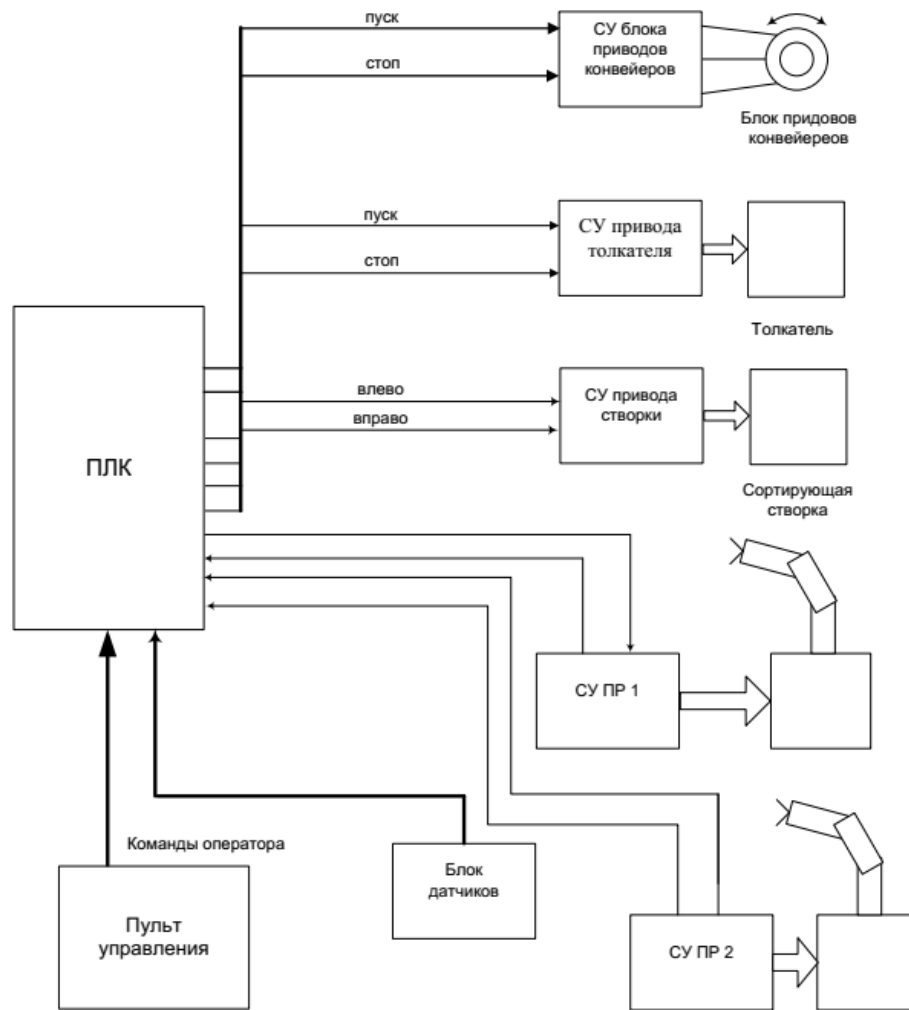 пуск
СУ блока
приводов
конвейеров
стоп
Блок придовов
конвейереов
пуск
СУ привода
толкателя
стоп
Толкатель
влево
СУ привода
створки
вправо
ПЛК
Сортирующая
створка
СУ ПР 1
Команды оператора
Блок
датчиков
Пульт
управления
СУ ПР 2